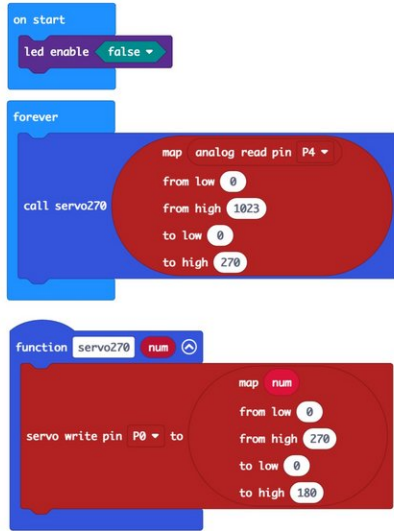 on start
led enable false
forever
map analog read pin P4
from low 0
call servo270 from high 1023
to low 0
to high 270
function servo270 num
map num
from low 0
servo write pin P0 to from high 270
to low 0
to high 180